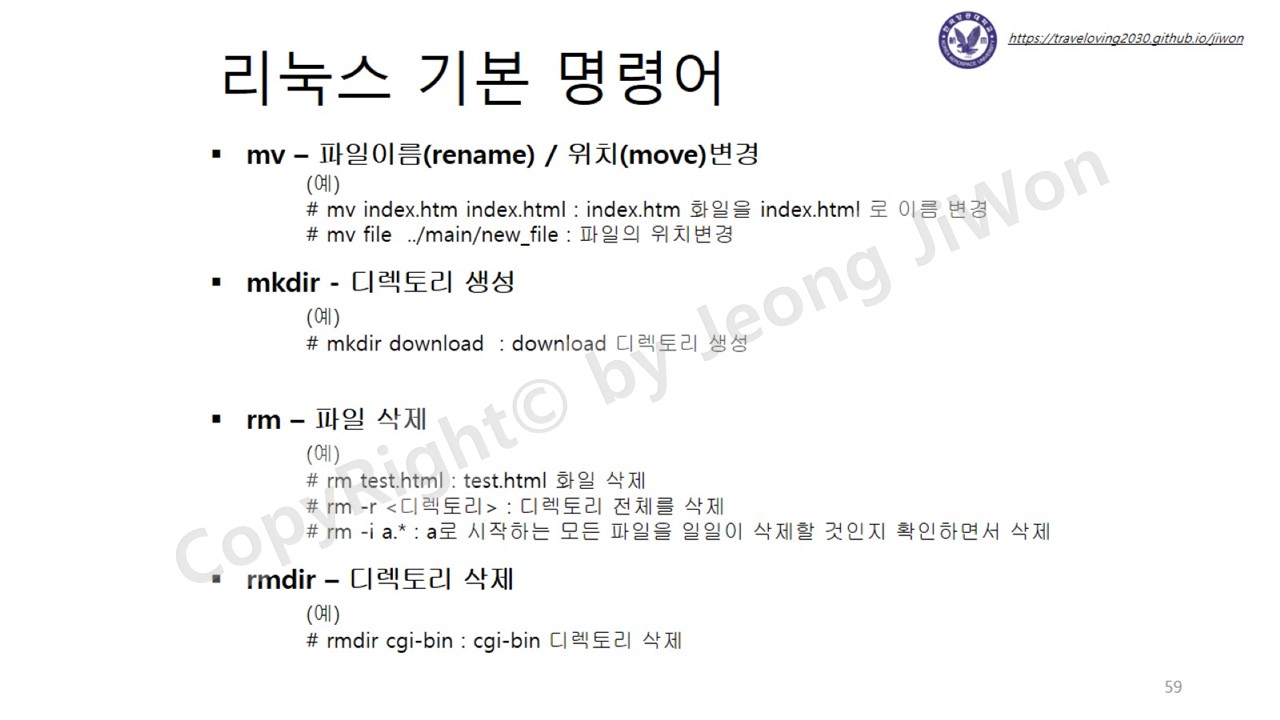 https://traveloving2030.github.io/jiwon
리눅스 기본 명령어
▪ mv – 파일이름(rename) / 위치(move)변경
(예)
# mv index.htm index.html : index.htm 화일을 index.html 로 이름 변경
# mv file ../main/new_file : 파일의 위치변경
▪ mkdir - 디렉토리 생성
(예)
# mkdir download : download 디렉토리 생성
▪ rm – 파일 삭제
(예)
# rm test.html : test.html 화일 삭제
# rm -r <디렉토리> : 디렉토리 전체를 삭제
# rm -i a.* : a로 시작하는 모든 파일을 일일이 삭제할 것인지 확인하면서 삭제
▪ rmdir – 디렉토리 삭제
(예)
# rmdir cgi-bin : cgi-bin 디렉토리 삭제
CopyRight© by Jeong JiWon
59